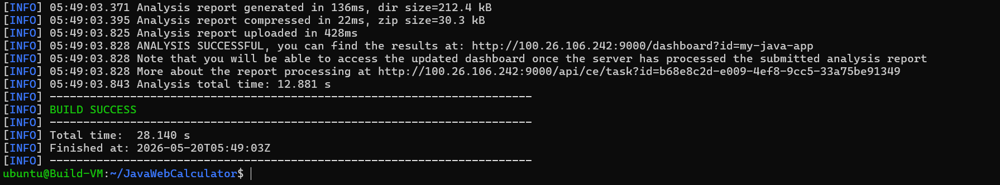 [INFO] 05:49:03.371 Analysis report generated in 136ms, dir size=212.4 kB
[INFO] 05:49:03.395 Analysis report compressed in 22ms, zip size=30.3 kB
[INFO] 05:49:03.825 Analysis report uploaded in 428ms
[INFO] 05:49:03.828 ANALYSIS SUCCESSFUL, you can find the results at: http://100.26.106.242:9000/dashboard?id=my-java-app
[INFO] 05:49:03.828 Note that you will be able to access the updated dashboard once the server has processed the submitted analysis report
[INFO] 05:49:03.828 More about the report processing at http://100.26.106.242:9000/api/ce/task?id=b68e8c2d-e009-4ef8-9cc5-33a75be91349
[INFO] 05:49:03.843 Analysis total time: 12.881 s
[INFO] ------------------------------------------------------------------------
[INFO] BUILD SUCCESS
[INFO] ------------------------------------------------------------------------
[INFO] Total time:  28.140 s
[INFO] Finished at: 2026-05-20T05:49:03Z
[INFO] ------------------------------------------------------------------------
ubuntu@Build-VM:~/JavaWebCalculator$